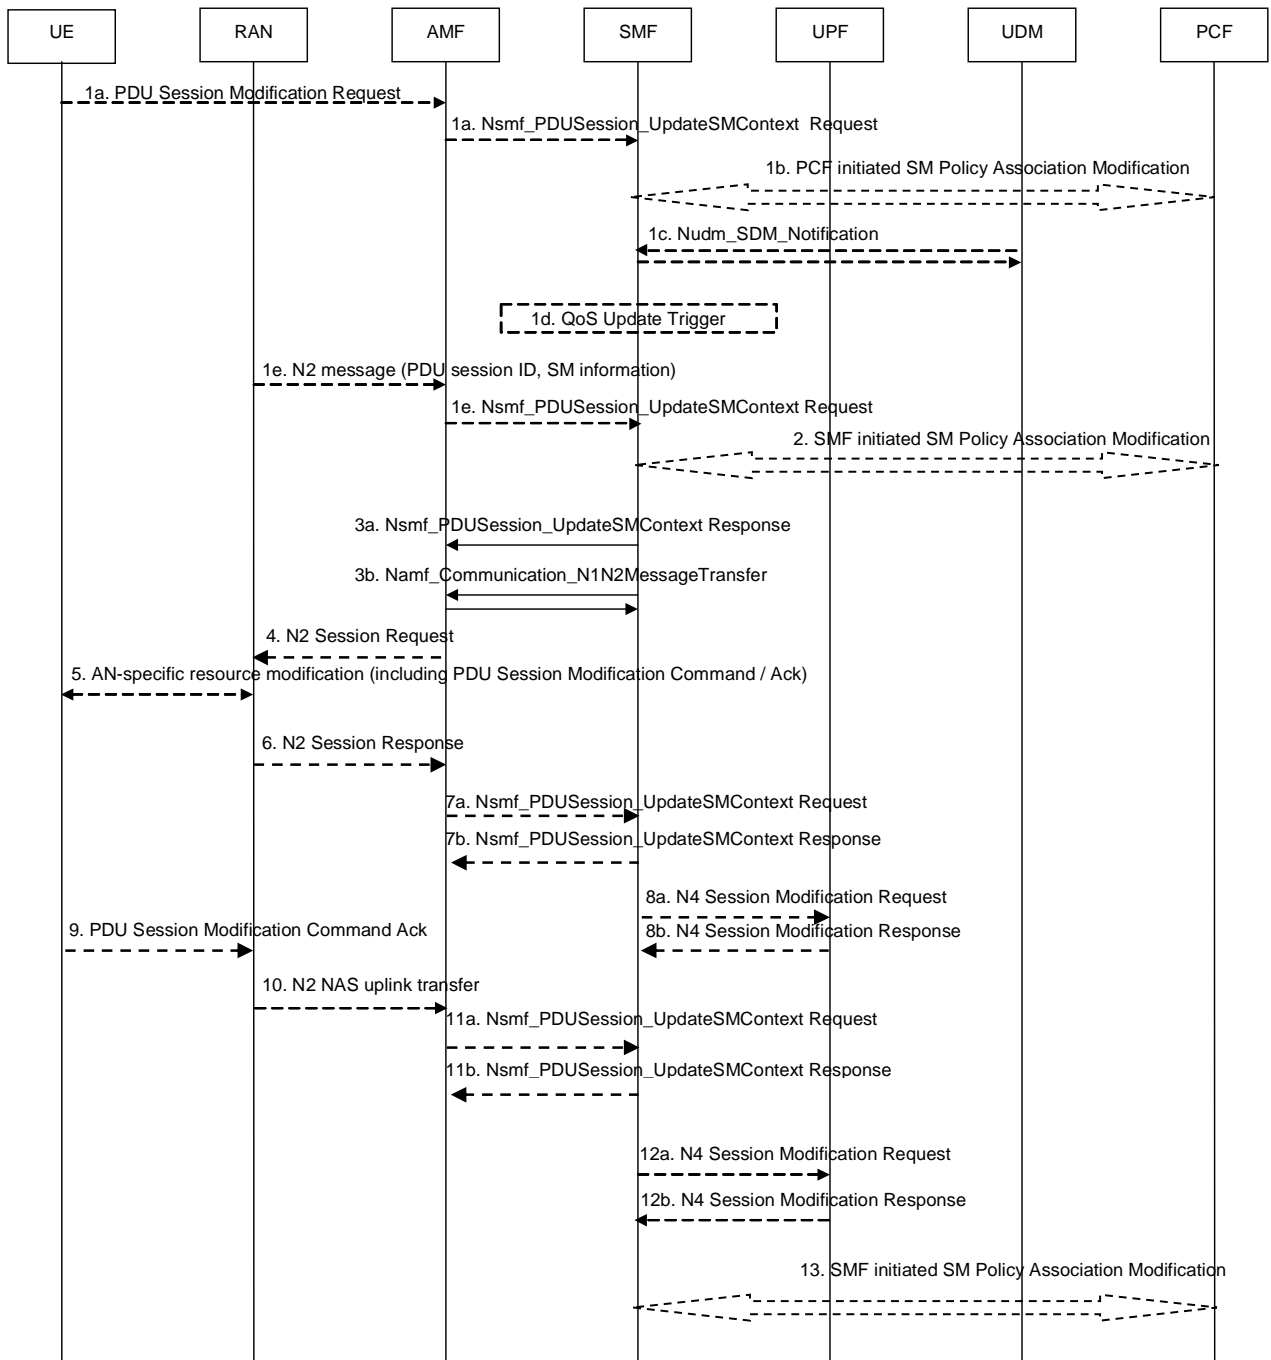 UE
RAN
AMF
SMF
UPF
UDM
PCF
1a. PDU Session Modification Request
1a. Nsmf_PDUSession_UpdateSMContext Request
1b. PCF initiated SM Policy Association Modification
1c. Nudm_SDM_Notification
1d. QoS Update Trigger
1e. N2 message (PDU session ID, SM information)
1e. Nsmf_PDUSession_UpdateSMContext Request
2. SMF initiated SM Policy Association Modification
3a. Nsmf_PDUSession_UpdateSMContext Response
3b. Namf_Communication_N1N2MessageTransfer
4. N2 Session Request
5. AN-specific resource modification (including PDU Session Modification Command / Ack)
6. N2 Session Response
7a. Nsmf_PDUSession_UpdateSMContext Request
7b. Nsmf_PDUSession_UpdateSMContext Response
8a. N4 Session Modification Request
9. PDU Session Modification Command Ack
8b. N4 Session Modification Response
10. N2 NAS uplink transfer
11a. Nsmf_PDUSession_UpdateSMContext Request
11b. Nsmf_PDUSession_UpdateSMContext Response
12a. N4 Session Modification Request
12b. N4 Session Modification Response
13. SMF initiated SM Policy Association Modification